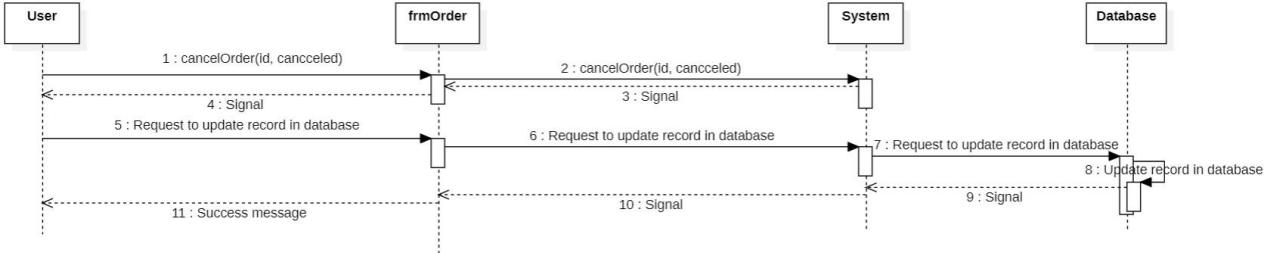 User
frmOrder
System
Database
1 : cancelOrder(id, cancceled)
2 : cancelOrder(id, cancceled)
3 : Signal
4 : Signal
5 : Request to update record in database
6 : Request to update record in database
7 : Request to update record in database
8 : Update record in database
9 : Signal
10 : Signal
11 : Success message